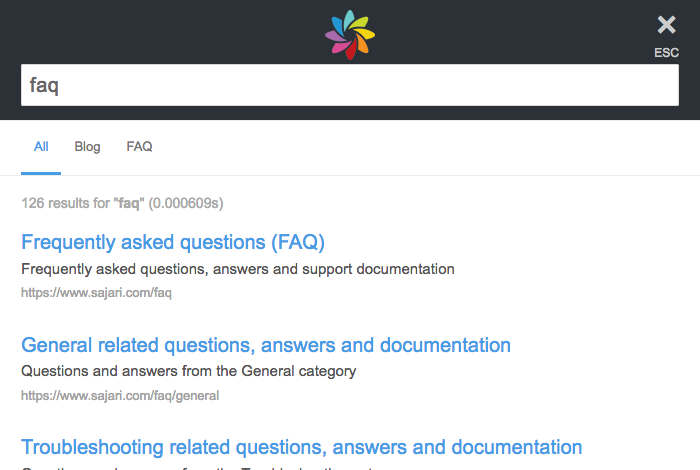 ESC
faq
All Blog FAQ
126 results for "faq" (0.000609s)
Frequently asked questions (FAQ)
Frequently asked questions, answers and support documentation
https://www.sajari.com/faq
General related questions, answers and documentation
Questions and answers from the General category
https://www.sajari.com/faq/general
Troubleshooting related questions, answers and documentation